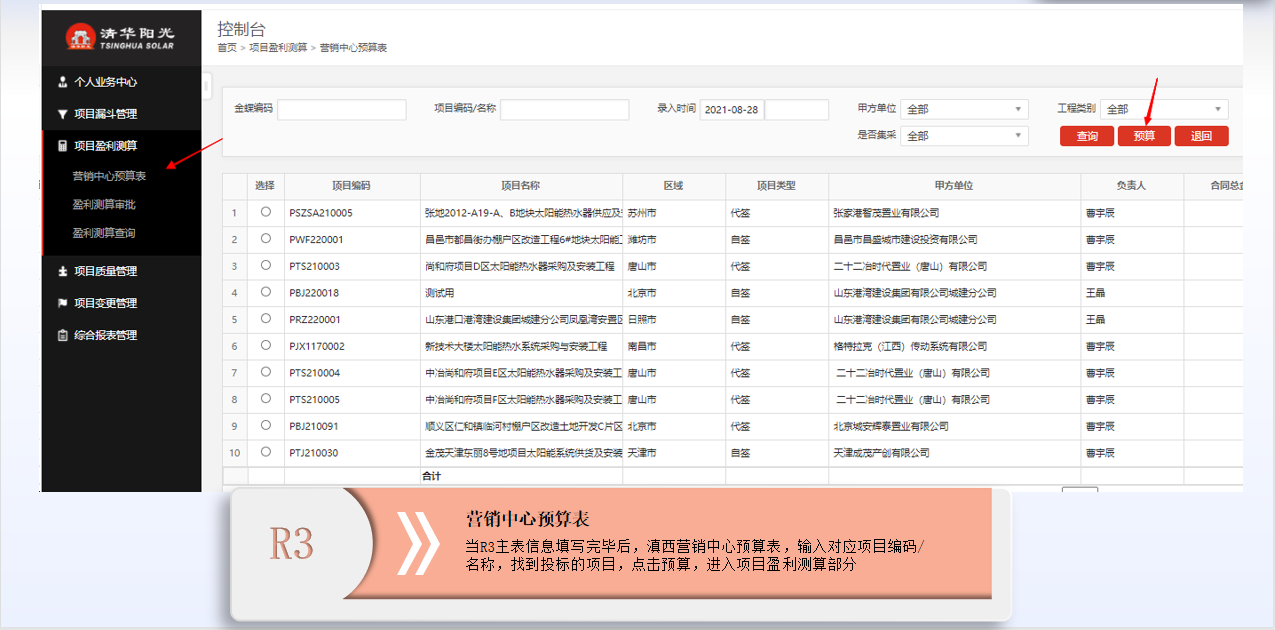 清华阳光
TSINGHUA SOLAR
控制台
首页 > 项目盈利测算 > 营销中心预算表
个人业务中心
项目漏斗管理
项目盈利测算
营销中心预算表
盈利测算审批
盈利测算查询
项目质量管理
项目变更管理
综合报表管理
金蝶编码 项目编码/名称 录入时间 2021-08-28 甲方单位 全部 工程类别 全部
是否集采 全部 查询 预算 退回
选择 项目编码 项目名称 区域 项目类型 甲方单位 负责人 合同总金
1 PSZSA210005 张地2012-A19-A、B地块太阳能热水器供应及 苏州市 代签 张家港智茂置业有限公司 曹宇辰
2 PWF220001 昌邑市都昌街办棚户区改造工程6#地块太阳能 潍坊市 自签 昌邑市昌盛城市建设投资有限公司 曹宇辰
3 PTS210003 尚和府项目D区太阳能热水器采购及安装工程 唐山市 代签 二十二冶时代置业（唐山）有限公司 曹宇辰
4 PBJ220018 测试用 北京市 自签 山东港湾建设集团有限公司城建分公司 王晶
5 PRZ220001 山东港口港湾建设集团城建分公司凤凰湾安置区 日照市 自签 山东港湾建设集团有限公司城建分公司 王晶
6 PJX1170002 新技术大楼太阳能热水系统采购与安装工程 南昌市 代签 格特拉克（江西）传动系统有限公司 曹宇辰
7 PTS210004 中冶尚和府项目E区太阳能热水器采购及安装工 唐山市 代签 二十二冶时代置业（唐山）有限公司 曹宇辰
8 PTS210005 中冶尚和府项目F区太阳能热水器采购及安装工 唐山市 代签 二十二冶时代置业（唐山）有限公司 曹宇辰
9 PBJ210091 顺义区仁和镇临河村棚户区改造土地开发C片区 北京市 代签 北京城安辉泰置业有限公司 曹宇辰
10 PTJ210030 金茂天津东丽8号地项目太阳能系统供货及安装 天津市 自签 天津成茂产创有限公司 曹宇辰
合计
R3
营销中心预算表
当R3主表信息填写完毕后，滇西营销中心预算表，输入对应项目编码/
名称，找到投标的项目，点击预算，进入项目盈利测算部分